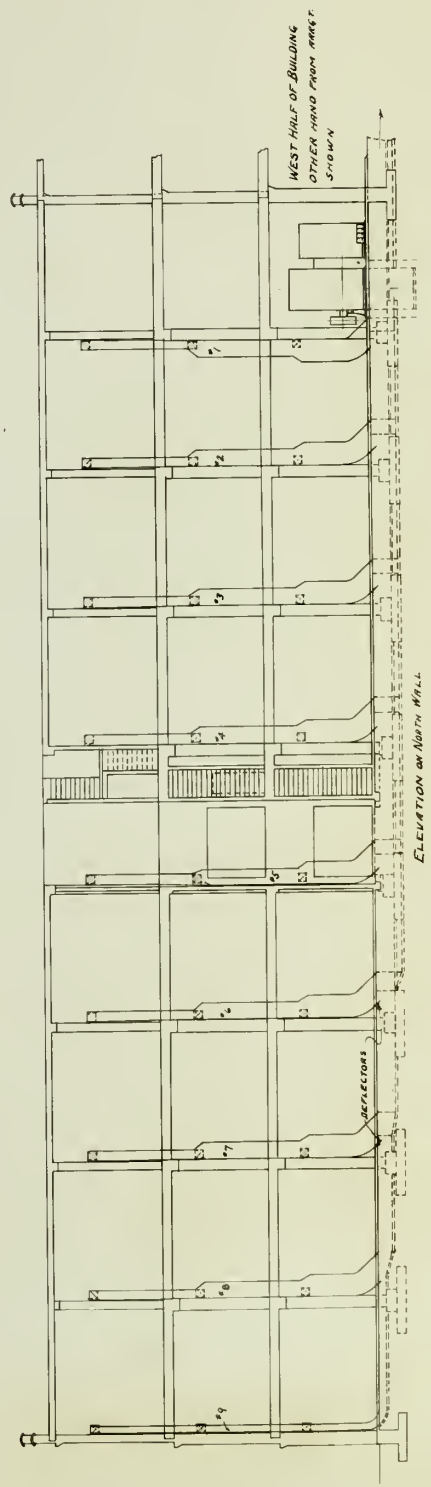 WEST HALF OF BUILDING
OTHER HAND FROM ARRGT.
SHOWN
#1
#2
#3
#4
#5
#6
#7
#8
#9
DEFLECTORS
ELEVATION ON NORTH WALL